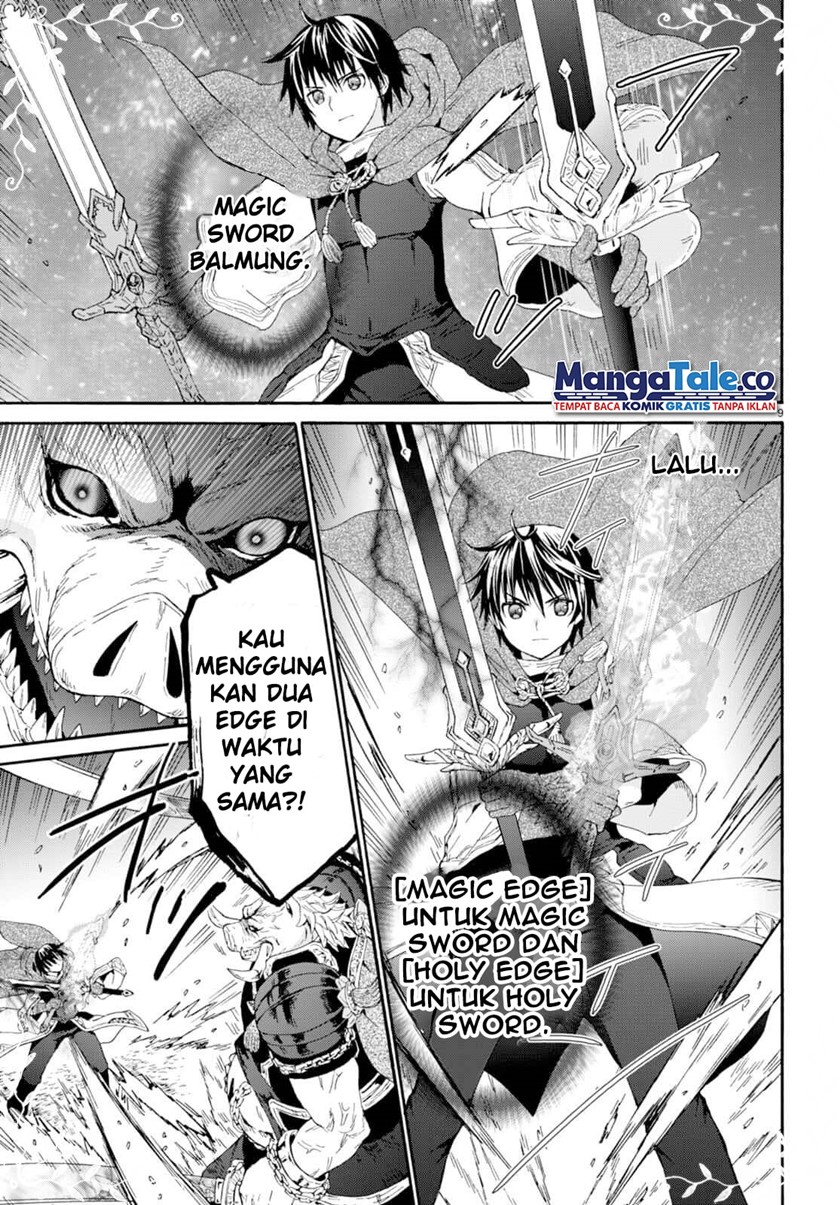 MAGIC
SWORD
BALMUNG.
MangaTale.co
TEMPAT BACA KOMIK GRATIS TANPA IKLAN
9
LALU...
[MAGIC EDGE]
UNTUK MAGIC
SWORD DAN
[HOLY EDGE]
UNTUK HOLY
SWORD.
KAU
MENGGUNA
KAN DUA
EDGE DI
WAKTU
YANG
SAMA?!